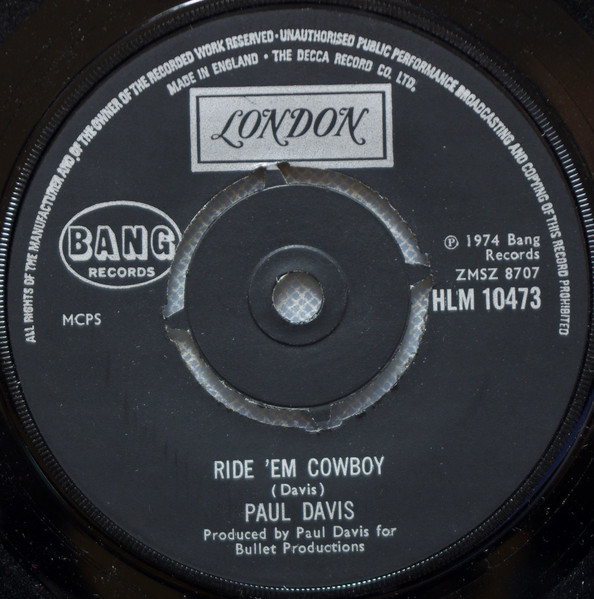 ALL RIGHTS OF THE MANUFACTURER AND OF THE OWNER OF THE RECORDED WORK RESERVED · UNAUTHORISED PUBLIC PERFORMANCE BROADCASTING AND COPYING OF THIS RECORD PROHIBITED
MADE IN ENGLAND · THE DECCA RECORD CO. LTD.
LONDON
BANG
RECORDS
MCPS
℗ 1974 Bang
Records
ZMSZ 8707
HLM 10473
RIDE 'EM COWBOY
(Davis)
PAUL DAVIS
Produced by Paul Davis for
Bullet Productions